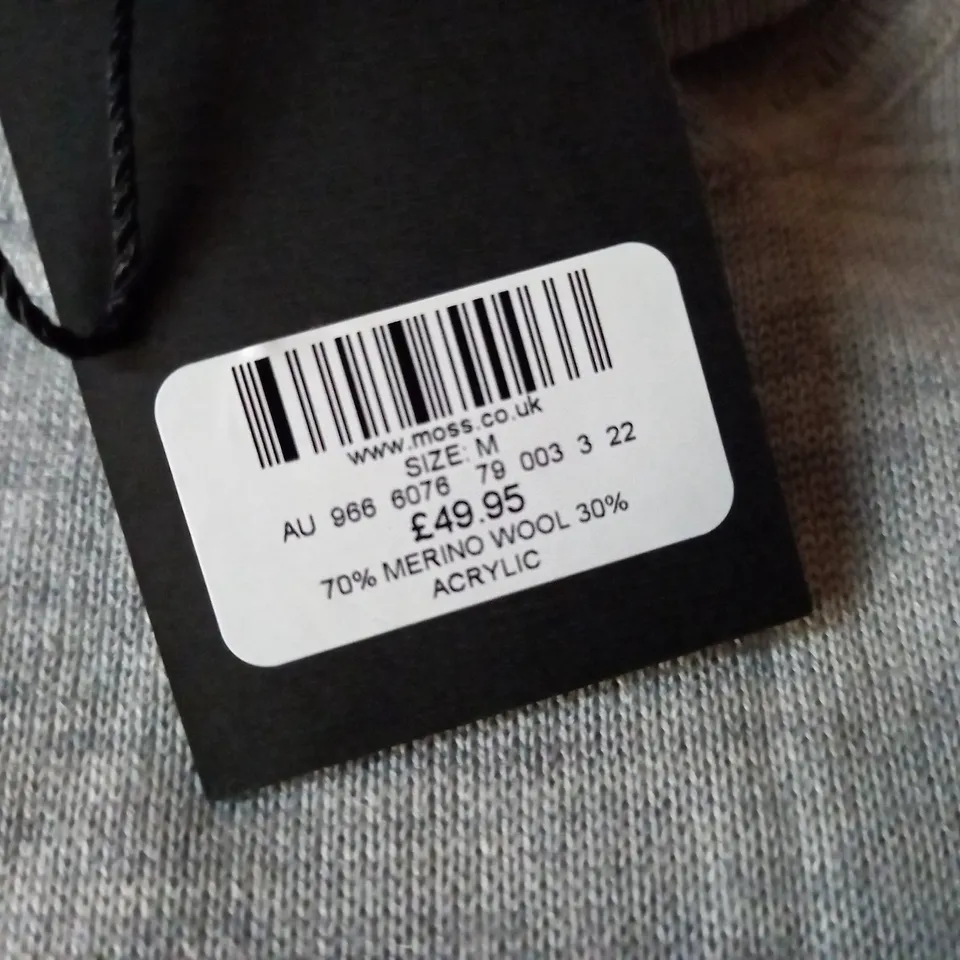 www.moss.co.uk
SIZE: M
AU 966 6076 79 003 3 22
£49.95
70% MERINO WOOL 30%
ACRYLIC